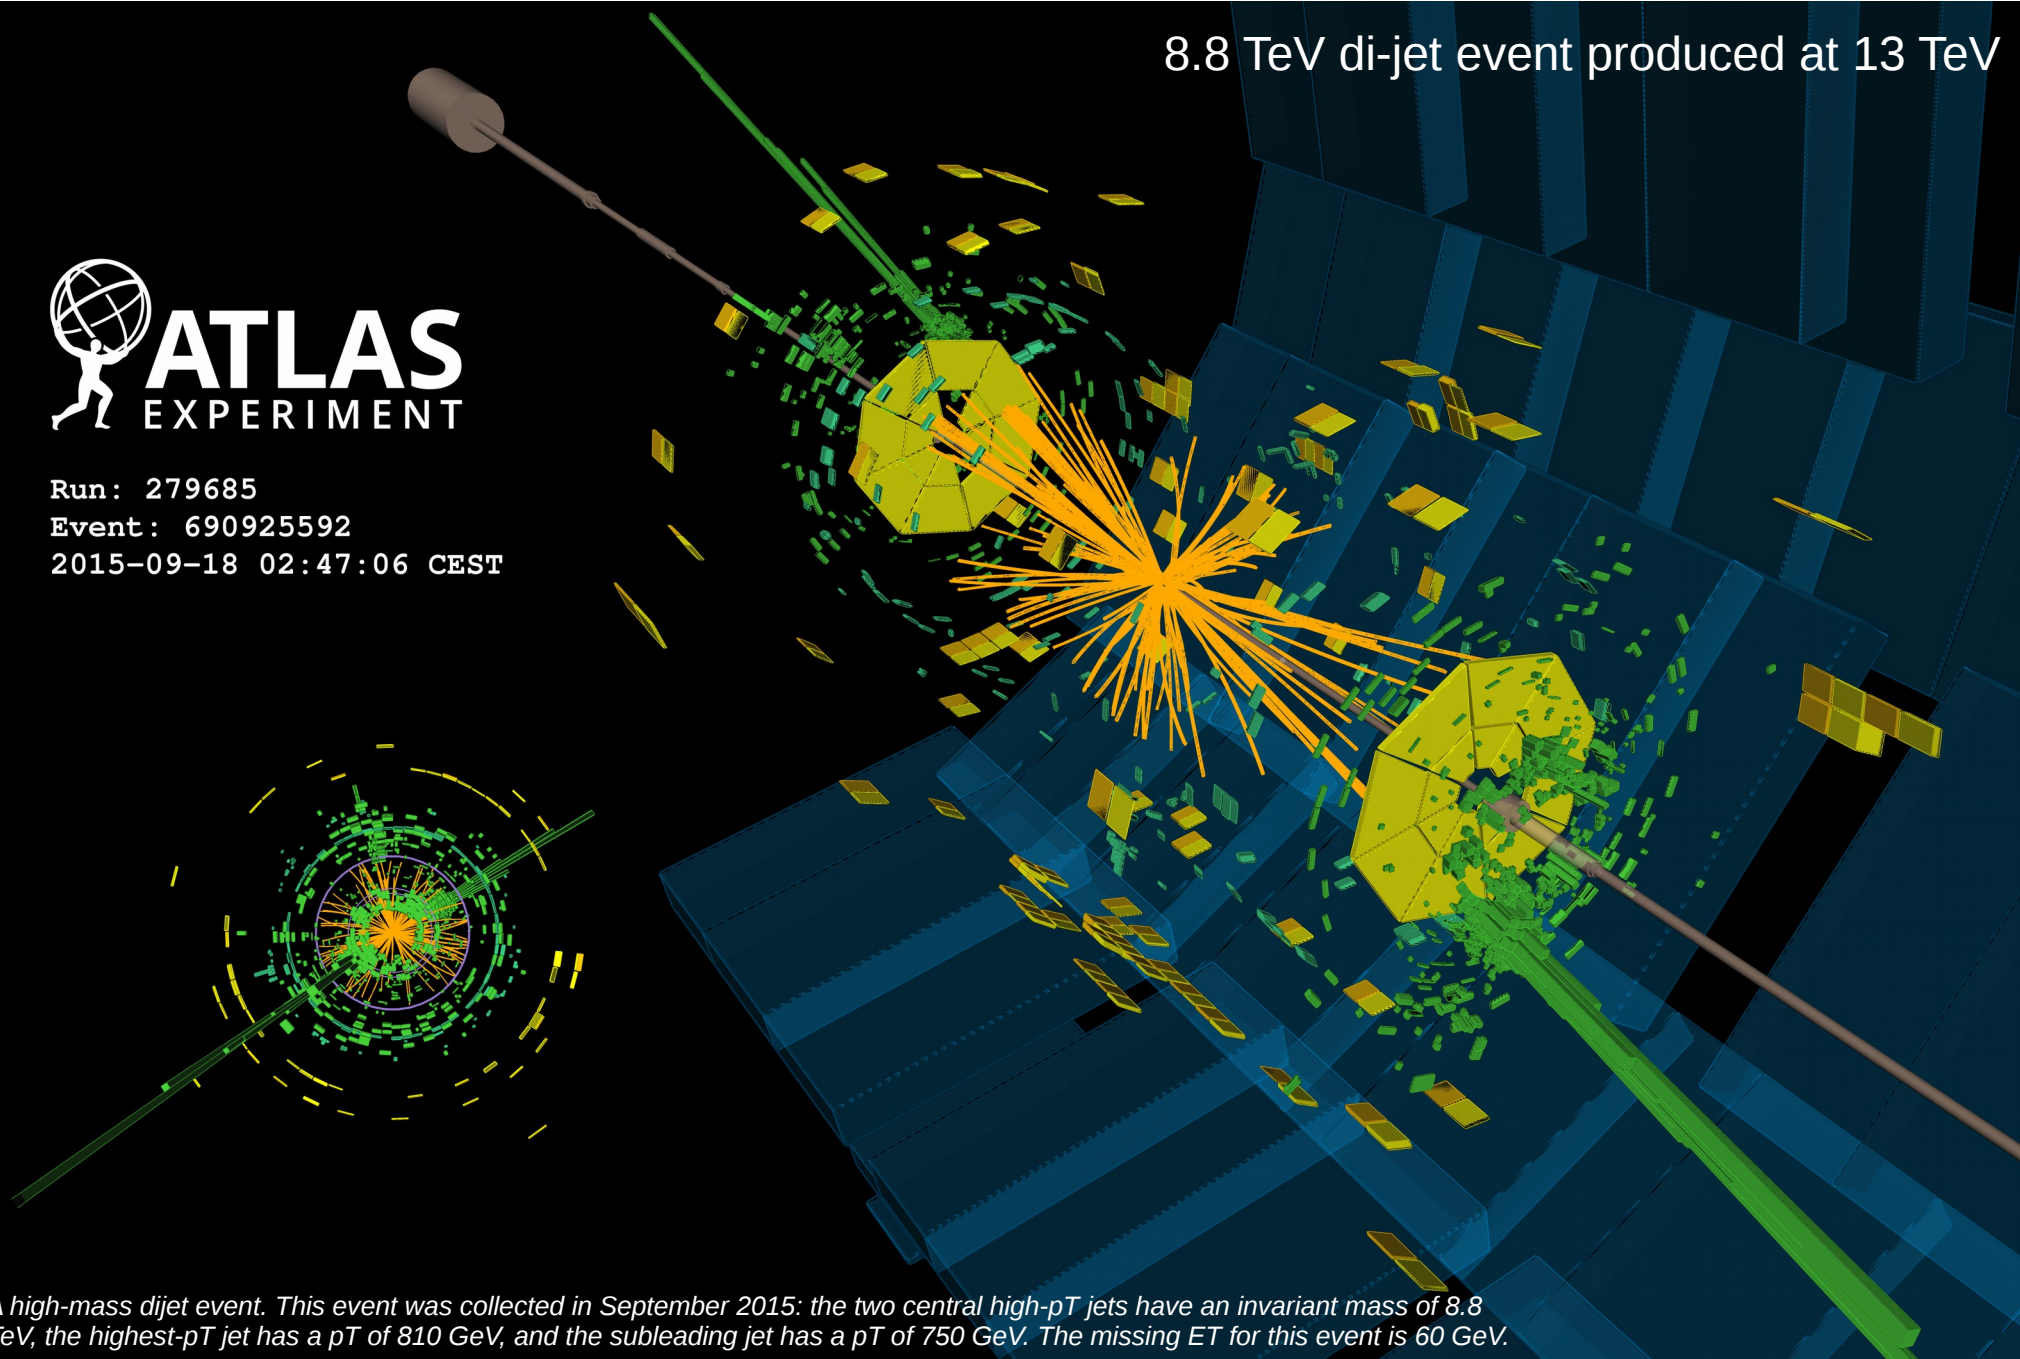 8.8 TeV di-jet event produced at 13 TeV
ATLAS
EXPERIMENT
Run: 279685
Event: 690925592
2015-09-18 02:47:06 CEST
A high-mass dijet event. This event was collected in September 2015: the two central high-pT jets have an invariant mass of 8.8
TeV, the highest-pT jet has a pT of 810 GeV, and the subleading jet has a pT of 750 GeV. The missing ET for this event is 60 GeV.